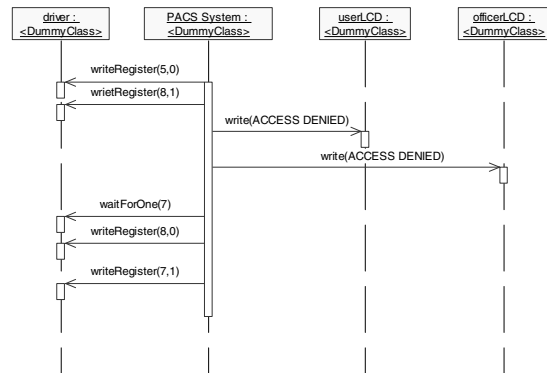 driver :
<DummyClass>
PACS System :
<DummyClass>
userLCD :
<DummyClass>
officerLCD :
<DummyClass>
writeRegister(5,0)
wrietRegister(8,1)
write(ACCESS DENIED)
write(ACCESS DENIED)
waitForOne(7)
writeRegister(8,0)
writeRegister(7,1)